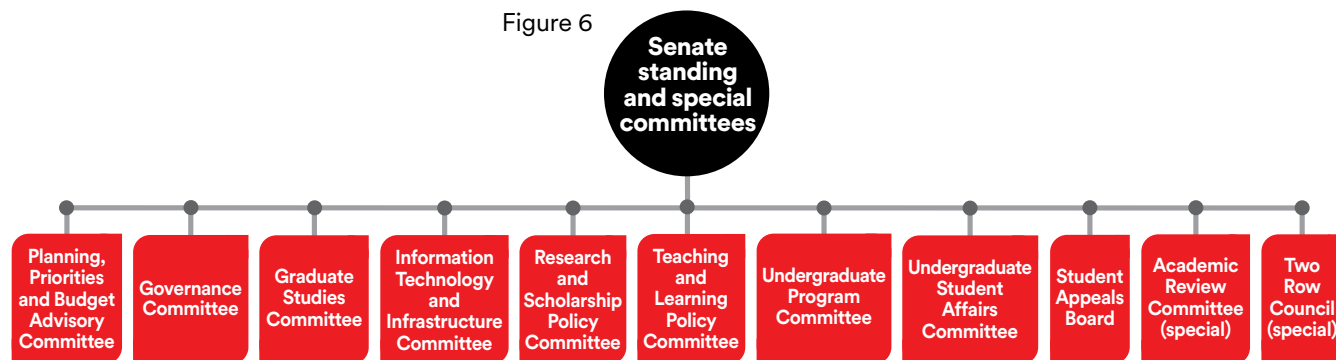 Figure 6
Senate
standing
and special
committees
Planning,
Priorities
and Budget
Advisory
Committee
Governance
Committee
Graduate
Studies
Committee
Information
Technology
and
Infrastructure
Committee
Research
and
Scholarship
Policy
Committee
Teaching
and
Learning
Policy
Committee
Undergraduate
Program
Committee
Undergraduate
Student
Affairs
Committee
Student
Appeals
Board
Academic
Review
Committee
(special)
Two
Row
Council
(special)